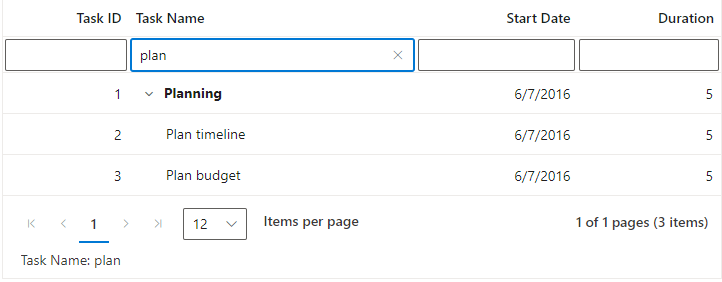 Task ID Task Name Start Date Duration
plan
1 Planning 6/7/2016 5
2 Plan timeline 6/7/2016 5
3 Plan budget 6/7/2016 5
1 12 Items per page 1 of 1 pages (3 items)
Task Name: plan